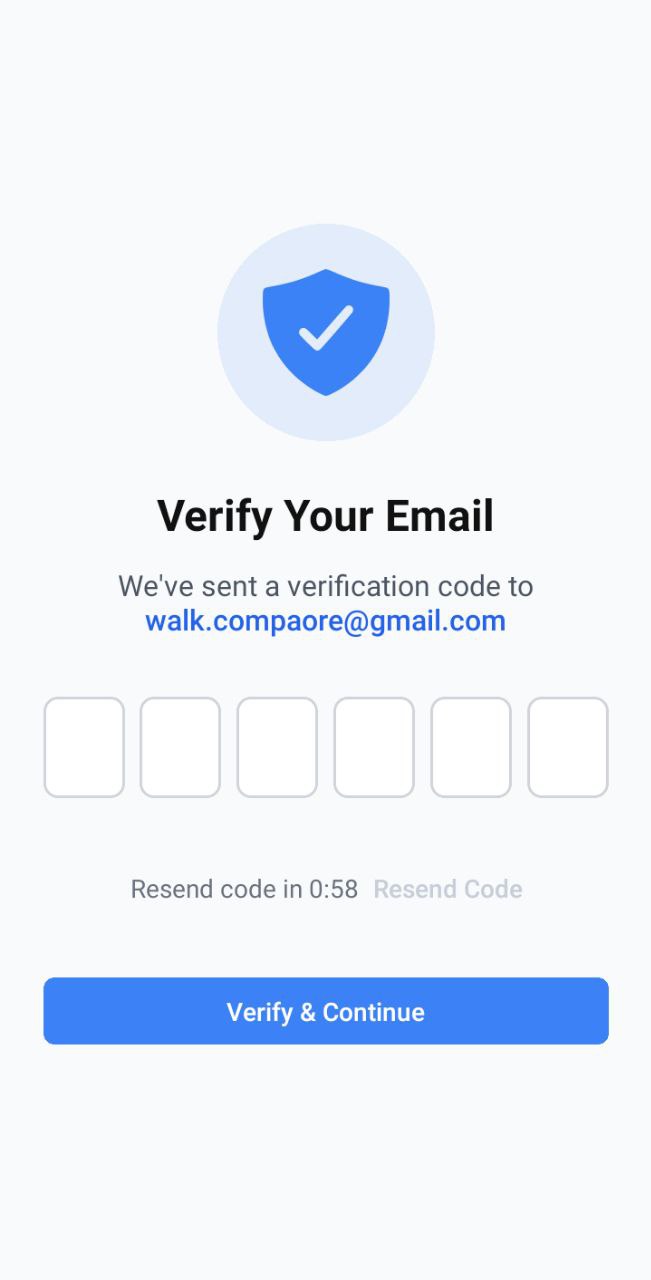 Verify Your Email
We've sent a verification code to
walk.compaore@gmail.com
Resend code in 0:58 Resend Code
Verify & Continue